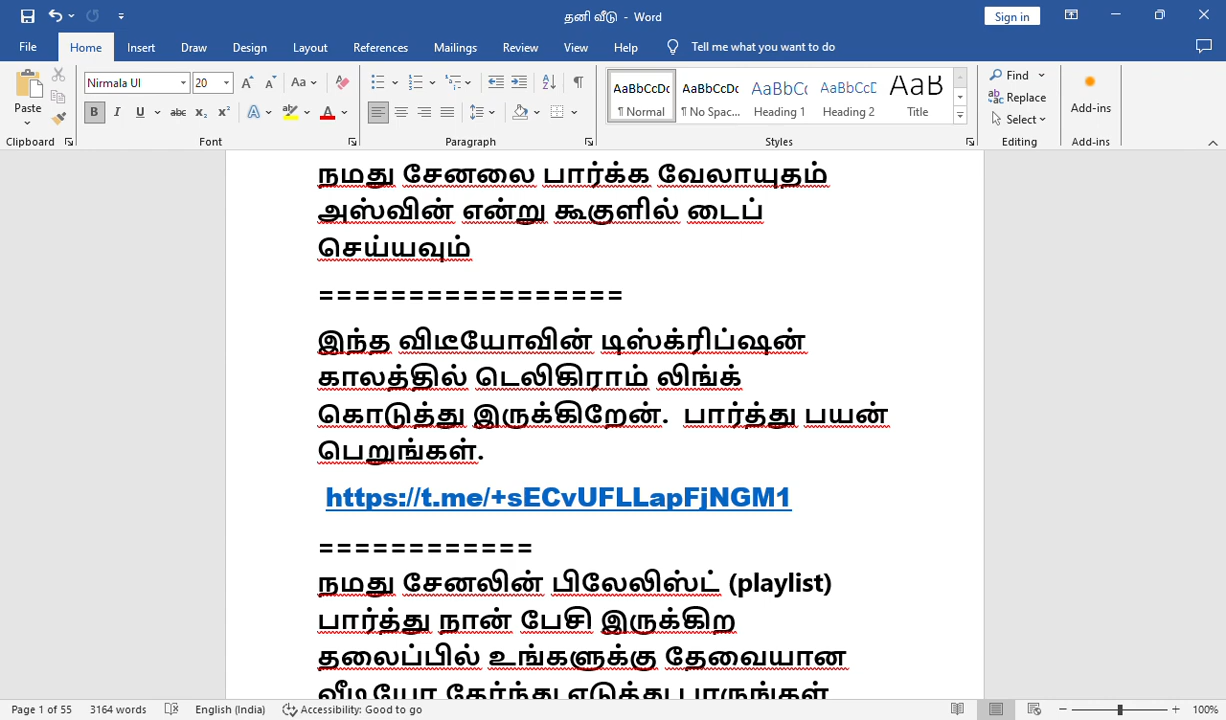 தனி வீடு - Word
Sign in
File Home Insert Draw Design Layout References Mailings Review View Help Tell me what you want to do
Paste
Clipboard
Nirmala UI 20
Font
Paragraph
AaBbCcDc AaBbCcDc AaBbCc AaBbCcD AaB
¶ Normal ¶ No Spac... Heading 1 Heading 2 Title
Styles
Find
Replace
Select
Editing
Add-ins
Add-ins
நமது சேனலை பார்க்க வேலாயுதம்
அஸ்வின் என்று கூகுளில் டைப்
செய்யவும்
=================
இந்த விடீயோவின் டிஸ்க்ரிப்ஷன்
காலத்தில் டெலிகிராம் லிங்க்
கொடுத்து இருக்கிறேன். பார்த்து பயன்
பெறுங்கள்.
https://t.me/+sECvUFLLapFjNGM1
============
நமது சேனலின் பிலேலிஸ்ட் (playlist)
பார்த்து நான் பேசி இருக்கிற
தலைப்பில் உங்களுக்கு தேவையான
வீடியோ தேர்ந்து எடுத்து பாருங்கள்
Page 1 of 55 3164 words English (India) Accessibility: Good to go 100%